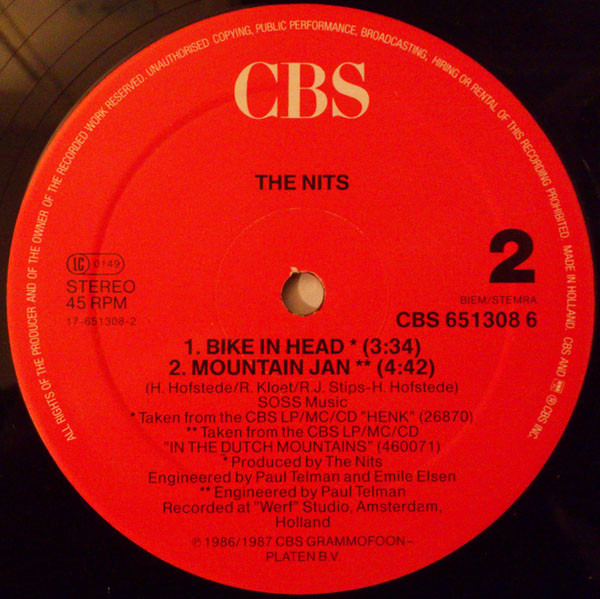 ALL RIGHTS OF THE PRODUCER AND OF THE OWNER OF THE RECORDED WORK RESERVED. UNAUTHORISED COPYING, PUBLIC PERFORMANCE, BROADCASTING, HIRING OR RENTAL OF THIS RECORDING PROHIBITED. MADE IN HOLLAND. CBS AND ℗ CBS INC.
CBS
THE NITS
2
LC 0149
STEREO
45 RPM
17-651308-2
BIEM/STEMRA
CBS 651308 6
1. BIKE IN HEAD * (3:34)
2. MOUNTAIN JAN ** (4:42)
(H. Hofstede/R. Kloet/R.J. Stips-H. Hofstede)
SOSS Music
* Taken from the CBS LP/MC/CD "HENK" (26870)
** Taken from the CBS LP/MC/CD
"IN THE DUTCH MOUNTAINS" (460071)
* Produced by The Nits
Engineered by Paul Telman and Emile Elsen
** Engineered by Paul Telman
Recorded at "Werf" Studio, Amsterdam,
Holland
℗ 1986/1987 CBS GRAMMOFOON-
PLATEN B.V.